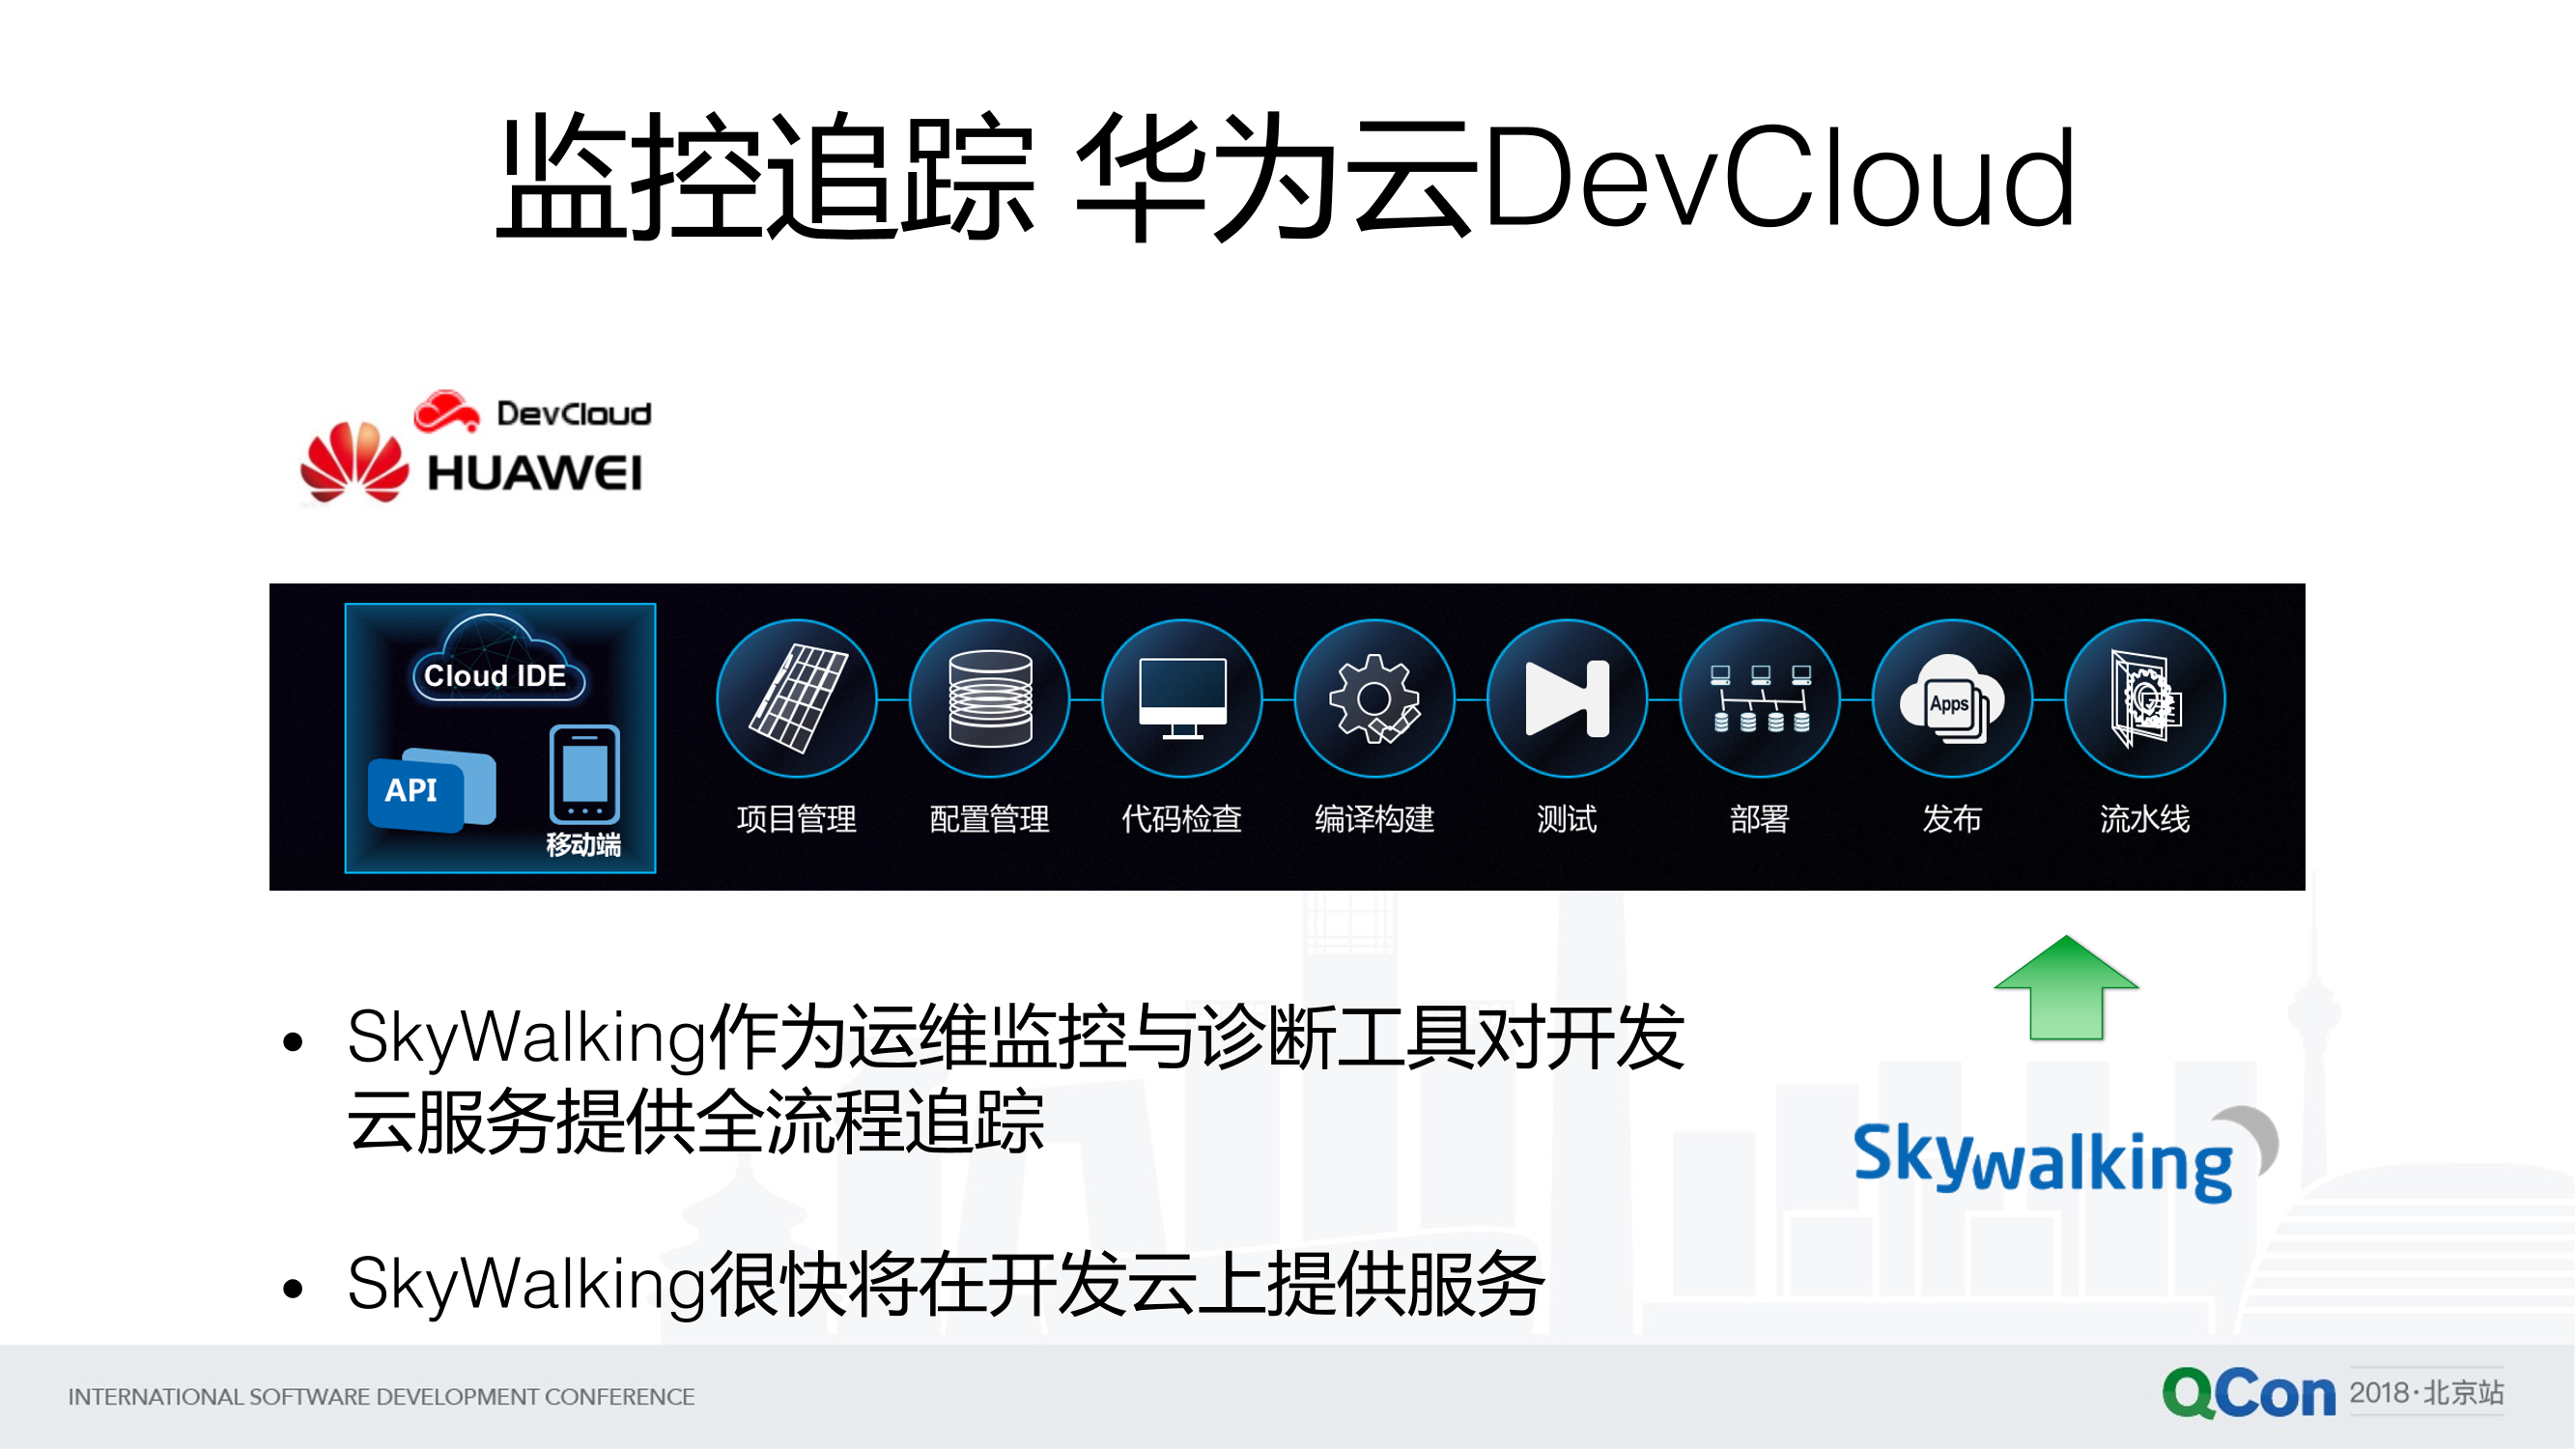 监控追踪 华为云DevCloud
DevCloud
HUAWEI
Cloud IDE
API
移动端
Apps
项目管理
配置管理
代码检查
编译构建
测试
部署
发布
流水线
• SkyWalking作为运维监控与诊断工具对开发
云服务提供全流程追踪
Skywalking
• SkyWalking很快将在开发云上提供服务
INTERNATIONAL SOFTWARE DEVELOPMENT CONFERENCE
QCon 2018·北京站